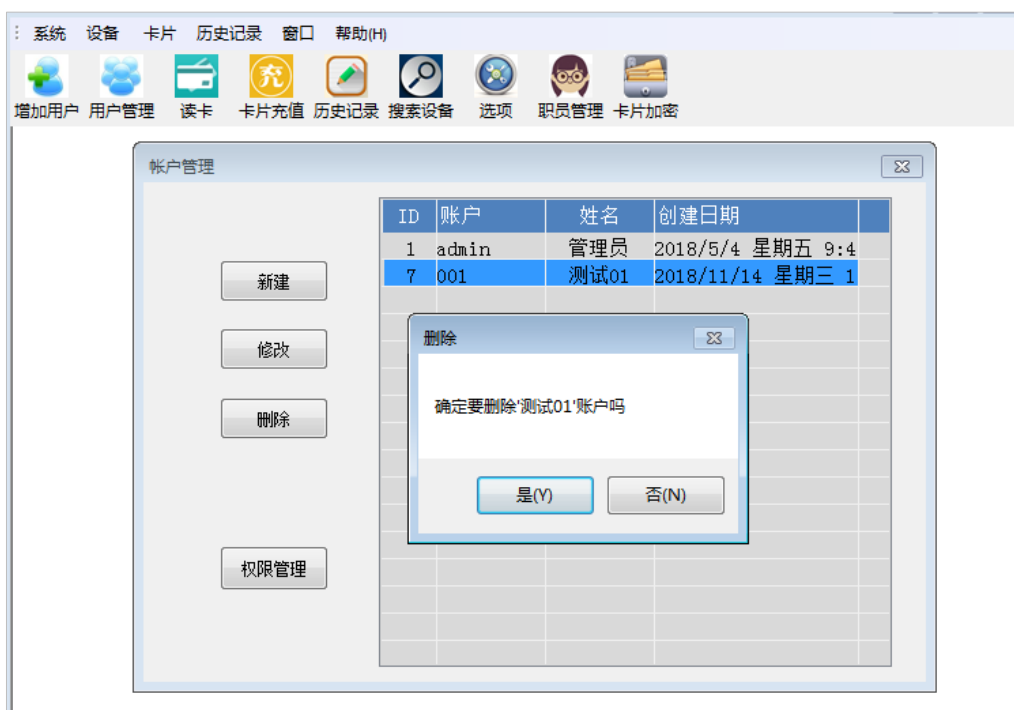 系统 设备 卡片 历史记录 窗口 帮助(H)
充
增加用户 用户管理 读卡 卡片充值 历史记录 搜索设备 选项 职员管理 卡片加密
帐户管理
ID 账户 姓名 创建日期
1 admin 管理员 2018/5/4 星期五 9:4
7 001 测试01 2018/11/14 星期三 1
新建
修改
删除
权限管理
删除
确定要删除'测试01'账户吗
是(Y) 否(N)